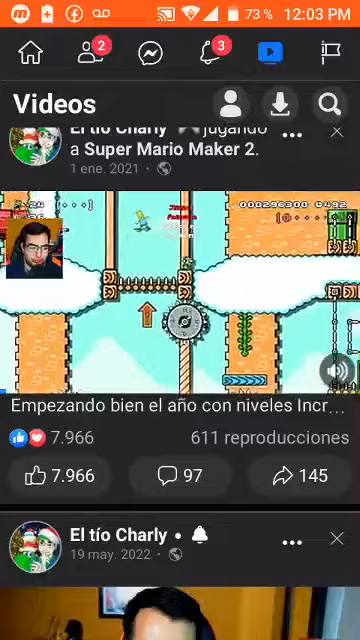 73 % 12:03 PM
2
3
Videos
El tío Charly jugando
a Super Mario Maker 2.
1 ene. 2021 •
000296300 492
Empezando bien el año con niveles Incr...
7.966 611 reproducciones
7.966 97 145
El tío Charly •
19 may. 2022 •